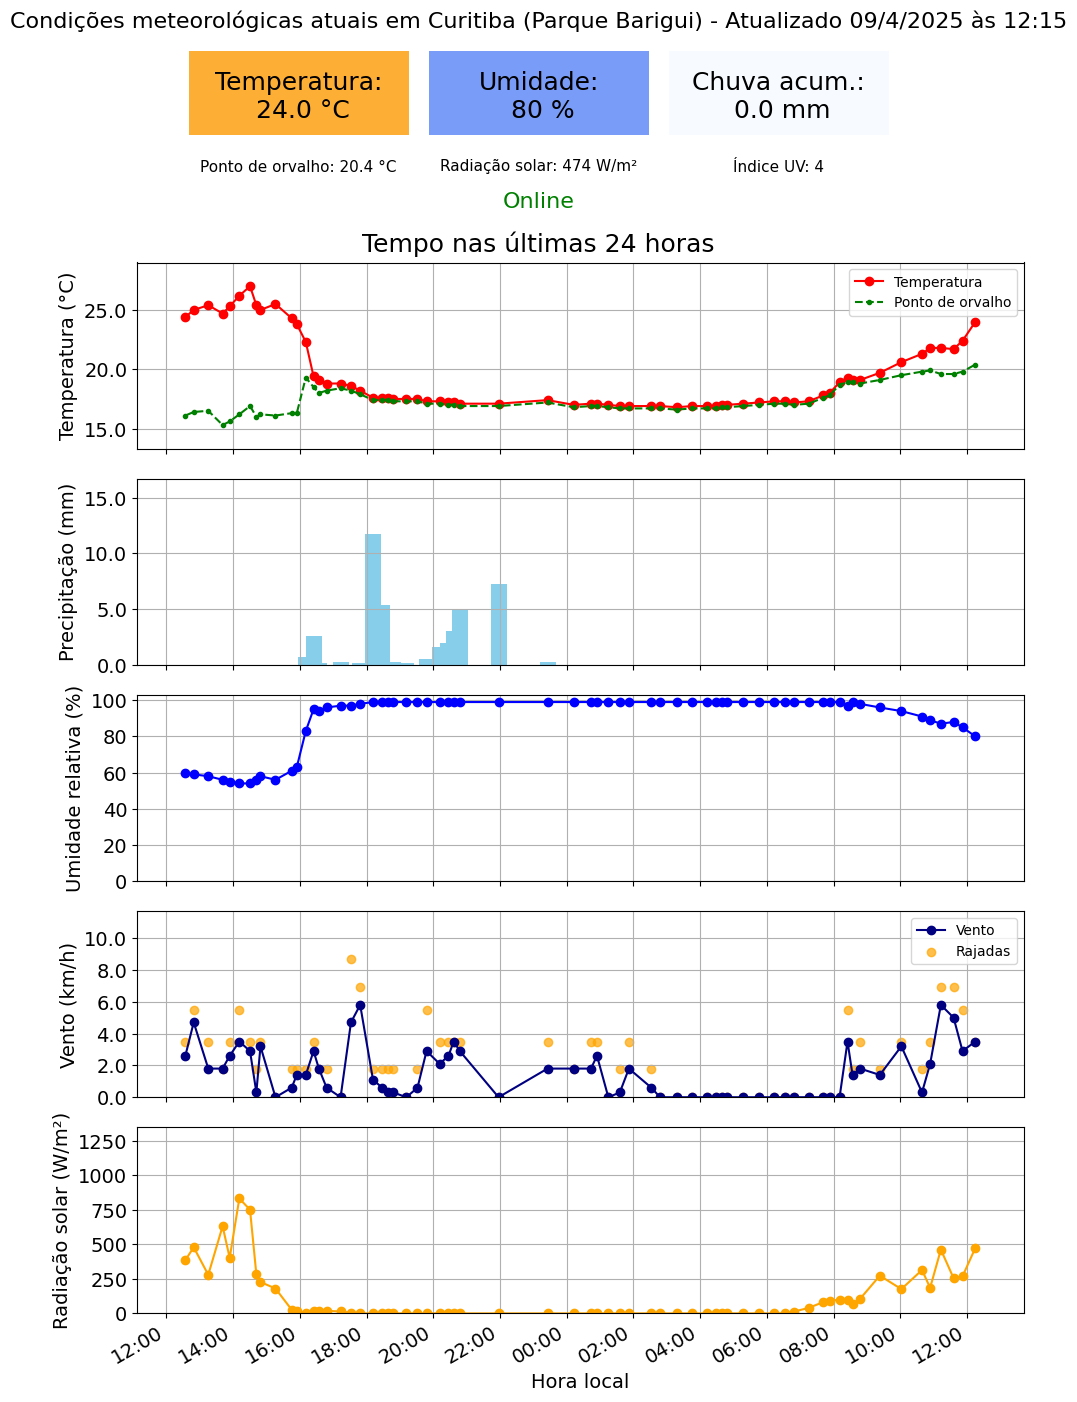 Condições meteorológicas atuais em Curitiba (Parque Barigui) - Atualizado 09/4/2025 às 12:15
Temperatura:
24.0 °C
Umidade:
80 %
Chuva acum.:
0.0 mm
Ponto de orvalho: 20.4 °C
Radiação solar: 474 W/m²
Índice UV: 4
Online
Tempo nas últimas 24 horas
Temperatura (°C)
25.0
20.0
15.0
Temperatura
Ponto de orvalho
Precipitação (mm)
15.0
10.0
5.0
0.0
Umidade relativa (%)
100
80
60
40
20
0
Vento (km/h)
10.0
8.0
6.0
4.0
2.0
0.0
Vento
Rajadas
Radiação solar (W/m²)
1250
1000
750
500
250
0
12:00
14:00
16:00
18:00
20:00
22:00
00:00
02:00
04:00
06:00
08:00
10:00
12:00
Hora local